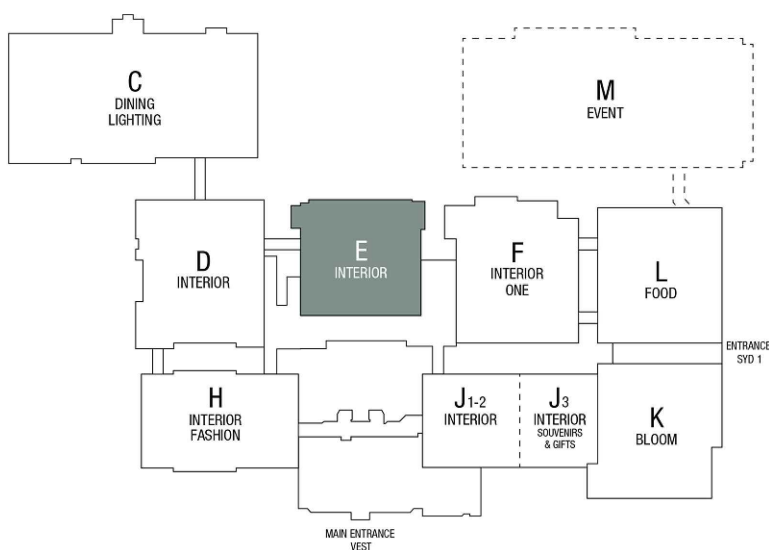 C
DINING
LIGHTING
M
EVENT
D
INTERIOR
E
INTERIOR
F
INTERIOR
ONE
L
FOOD
ENTRANCE
SYD 1
H
INTERIOR
FASHION
J1-2
INTERIOR
J3
INTERIOR
SOUVENIRS
& GIFTS
K
BLOOM
MAIN ENTRANCE
VEST